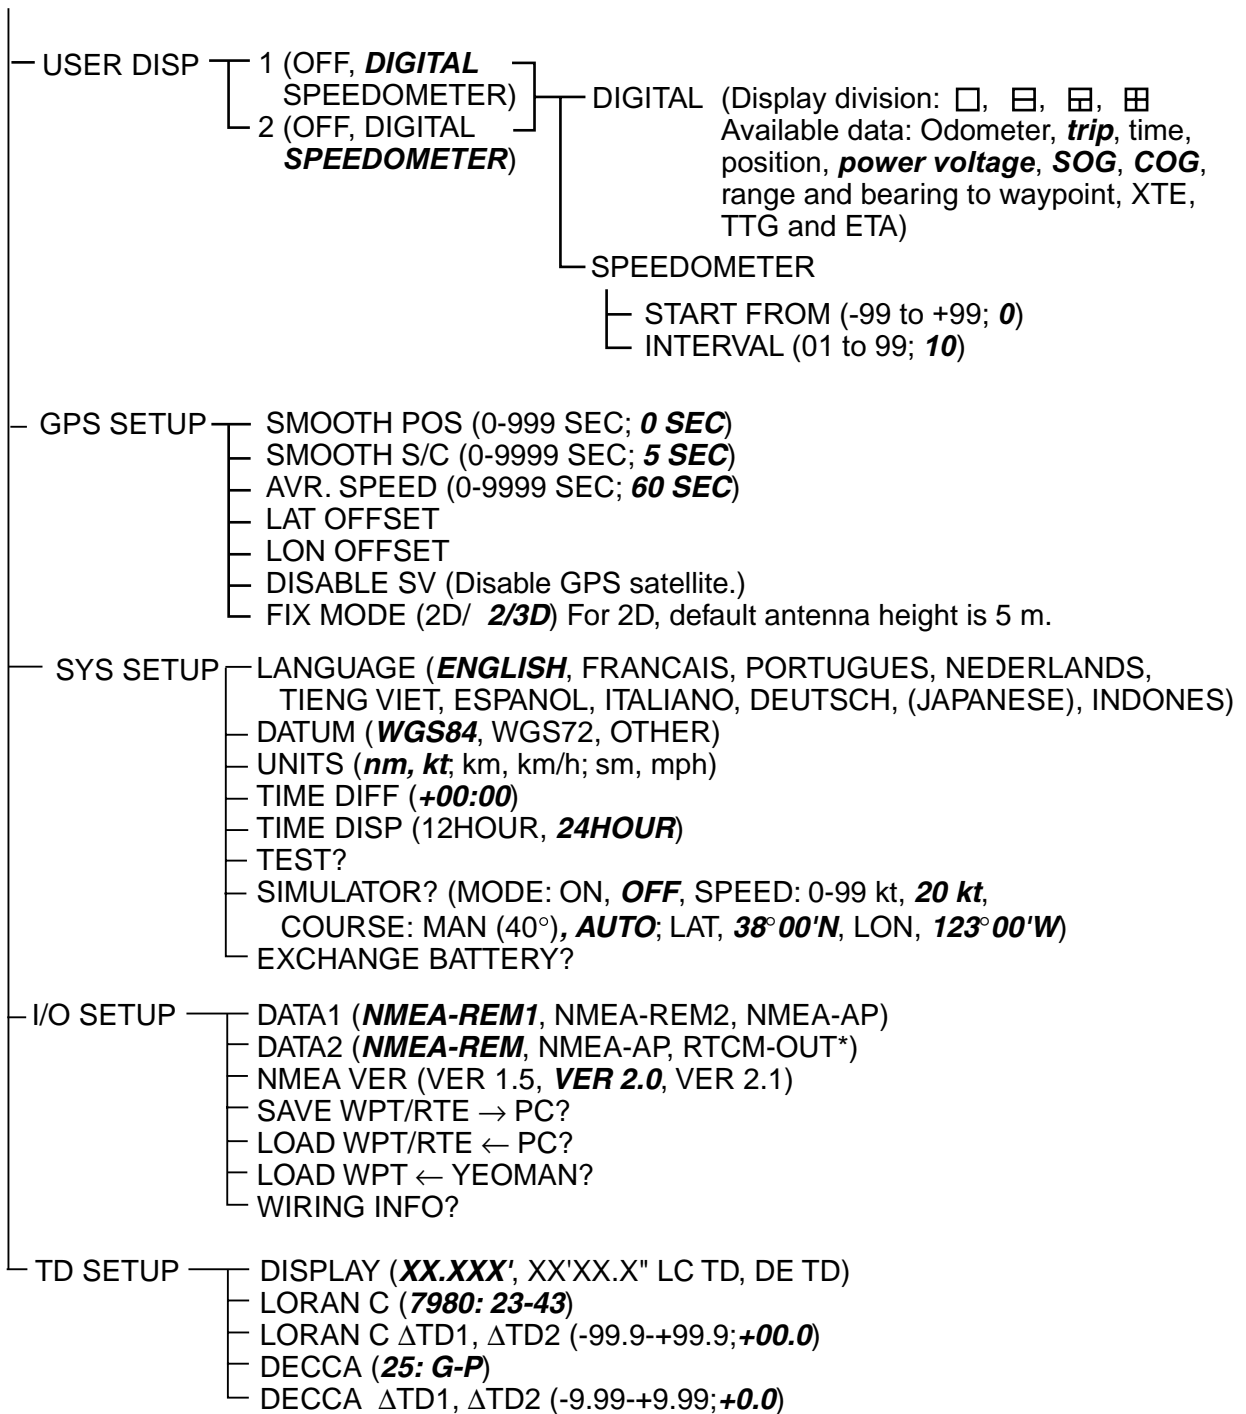 USER DISP
1 (OFF, DIGITAL
SPEEDOMETER)
2 (OFF, DIGITAL
SPEEDOMETER)
DIGITAL (Display division: □, ⊟, , ⊞
Available data: Odometer, trip, time,
position, power voltage, SOG, COG,
range and bearing to waypoint, XTE,
TTG and ETA)
SPEEDOMETER
START FROM (-99 to +99; 0)
INTERVAL (01 to 99; 10)
GPS SETUP
SMOOTH POS (0-999 SEC; 0 SEC)
SMOOTH S/C (0-9999 SEC; 5 SEC)
AVR. SPEED (0-9999 SEC; 60 SEC)
LAT OFFSET
LON OFFSET
DISABLE SV (Disable GPS satellite.)
FIX MODE (2D/ 2/3D) For 2D, default antenna height is 5 m.
SYS SETUP
LANGUAGE (ENGLISH, FRANCAIS, PORTUGUES, NEDERLANDS,
TIENG VIET, ESPANOL, ITALIANO, DEUTSCH, (JAPANESE), INDONES)
DATUM (WGS84, WGS72, OTHER)
UNITS (nm, kt; km, km/h; sm, mph)
TIME DIFF (+00:00)
TIME DISP (12HOUR, 24HOUR)
TEST?
SIMULATOR? (MODE: ON, OFF, SPEED: 0-99 kt, 20 kt,
COURSE: MAN (40°), AUTO; LAT, 38°00'N, LON, 123°00'W)
EXCHANGE BATTERY?
I/O SETUP
DATA1 (NMEA-REM1, NMEA-REM2, NMEA-AP)
DATA2 (NMEA-REM, NMEA-AP, RTCM-OUT*)
NMEA VER (VER 1.5, VER 2.0, VER 2.1)
SAVE WPT/RTE → PC?
LOAD WPT/RTE ← PC?
LOAD WPT ← YEOMAN?
WIRING INFO?
TD SETUP
DISPLAY (XX.XXX', XX'XX.X" LC TD, DE TD)
LORAN C (7980: 23-43)
LORAN C ΔTD1, ΔTD2 (-99.9-+99.9;+00.0)
DECCA (25: G-P)
DECCA ΔTD1, ΔTD2 (-9.99-+9.99;+0.0)